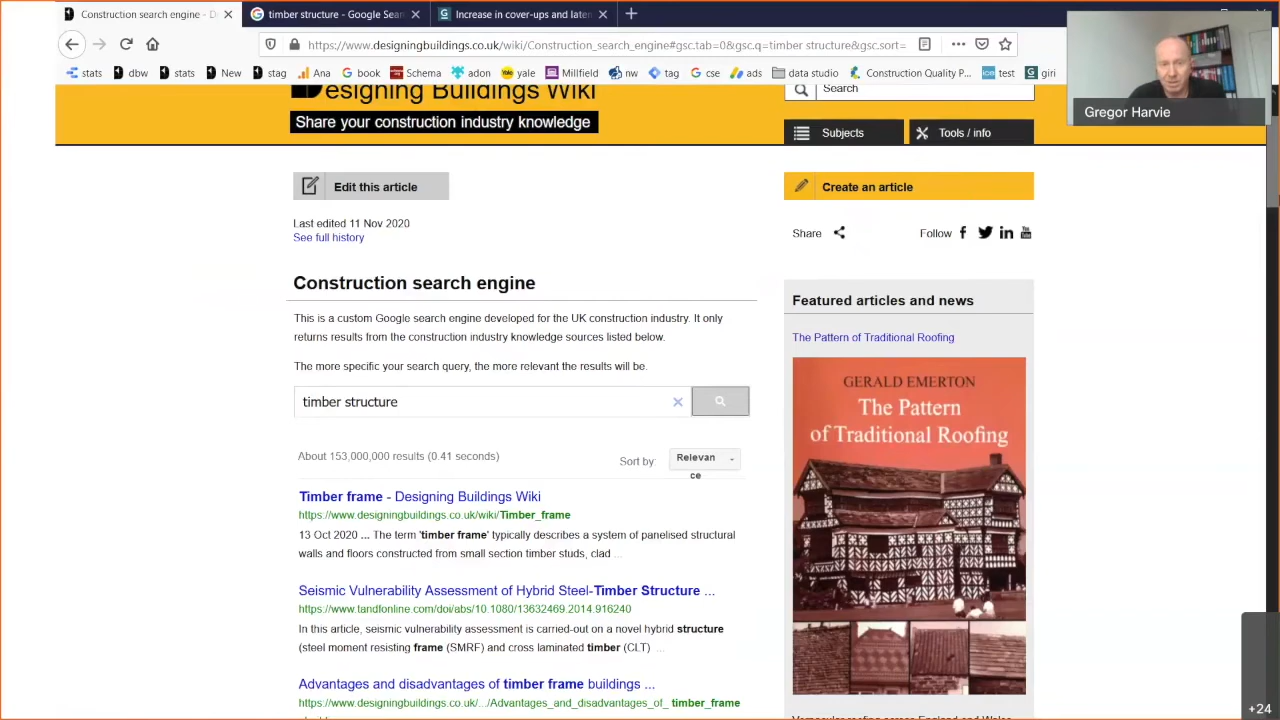 Construction search engine - D
timber structure - Google Sear
Increase in cover-ups and laten
https://www.designingbuildings.co.uk/wiki/Construction_search_engine#gsc.tab=0&gsc.q=timber structure&gsc.sort=
stats
dbw
stats
New
stag
Ana
book
Schema
adon
yale
Millfield
nw
tag
cse
ads
data studio
Construction Quality P...
test
giri
Gregor Harvie
Designing Buildings Wiki
Share your construction industry knowledge
Search
Subjects
Tools / info
Edit this article
Create an article
Last edited 11 Nov 2020
See full history
Share
Follow
Construction search engine
This is a custom Google search engine developed for the UK construction industry. It only
returns results from the construction industry knowledge sources listed below.
The more specific your search query, the more relevant the results will be.
timber structure
About 153,000,000 results (0.41 seconds)
Sort by:
Relevan
ce
Timber frame - Designing Buildings Wiki
https://www.designingbuildings.co.uk/wiki/Timber_frame
13 Oct 2020 ... The term 'timber frame' typically describes a system of panelised structural
walls and floors constructed from small section timber studs, clad ...
Seismic Vulnerability Assessment of Hybrid Steel-Timber Structure ...
https://www.tandfonline.com/doi/abs/10.1080/13632469.2014.916240
In this article, seismic vulnerability assessment is carried-out on a novel hybrid structure
(steel moment resisting frame (SMRF) and cross laminated timber (CLT) ...
Advantages and disadvantages of timber frame buildings ...
https://www.designingbuildings.co.uk/.../Advantages_and_disadvantages_of_ timber_frame
Featured articles and news
The Pattern of Traditional Roofing
GERALD EMERTON
The Pattern
of Traditional Roofing
+24